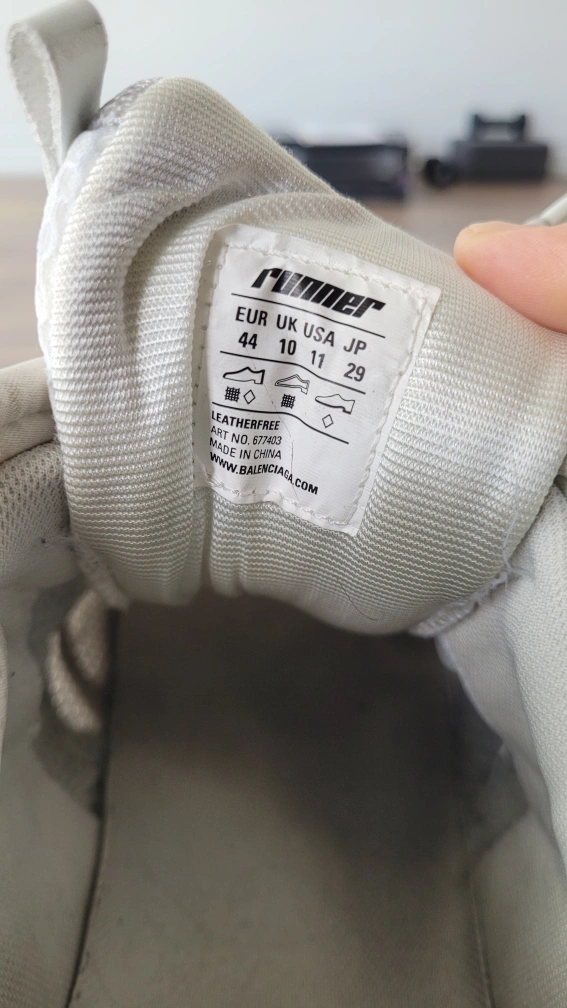 runner
EUR UK USA JP
44 10 11 29
LEATHERFREE
ART NO. 677403
MADE IN CHINA
WWW.BALENCIAGA.COM